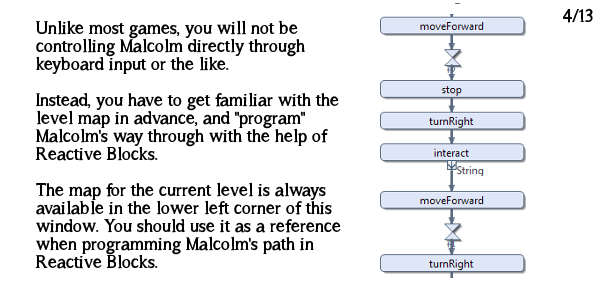 Unlike most games, you will not be
controlling Malcolm directly through
keyboard input or the like.
Instead, you have to get familiar with the
level map in advance, and "program"
Malcolm's way through with the help of
Reactive Blocks.
The map for the current level is always
available in the lower left corner of this
window. You should use it as a reference
when programming Malcolm's path in
Reactive Blocks.
4/13
moveForward
stop
turnRight
interact
String
moveForward
turnRight